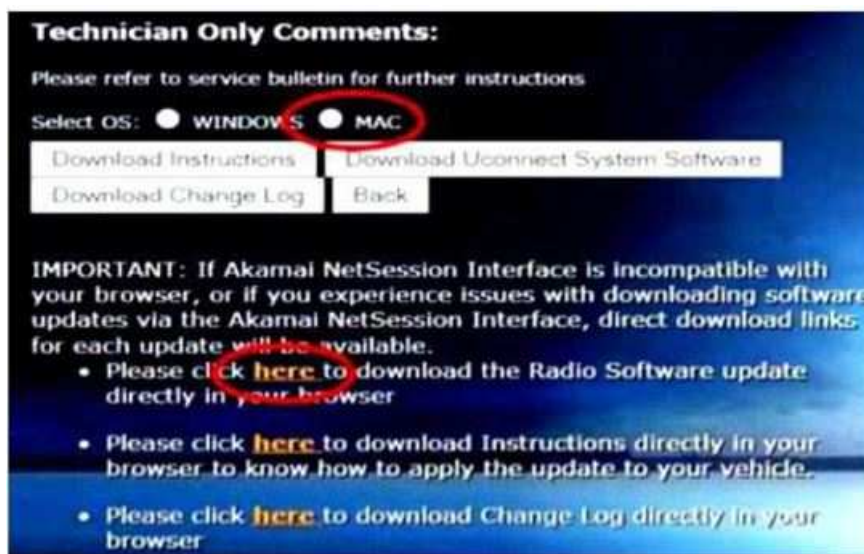 Technician Only Comments:
Please refer to service bulletin for further instructions
Select OS: WINDOWS MAC
Download Instructions Download Uconnect System Software
Download Change Log Back
IMPORTANT: If Akamai NetSession Interface is incompatible with
your browser, or if you experience issues with downloading software
updates via the Akamai NetSession Interface, direct download links
for each update will be available.
• Please click here to download the Radio Software update
directly in your browser
• Please click here to download Instructions directly in your
browser to know how to apply the update to your vehicle.
• Please click here to download Change Log directly in your
browser